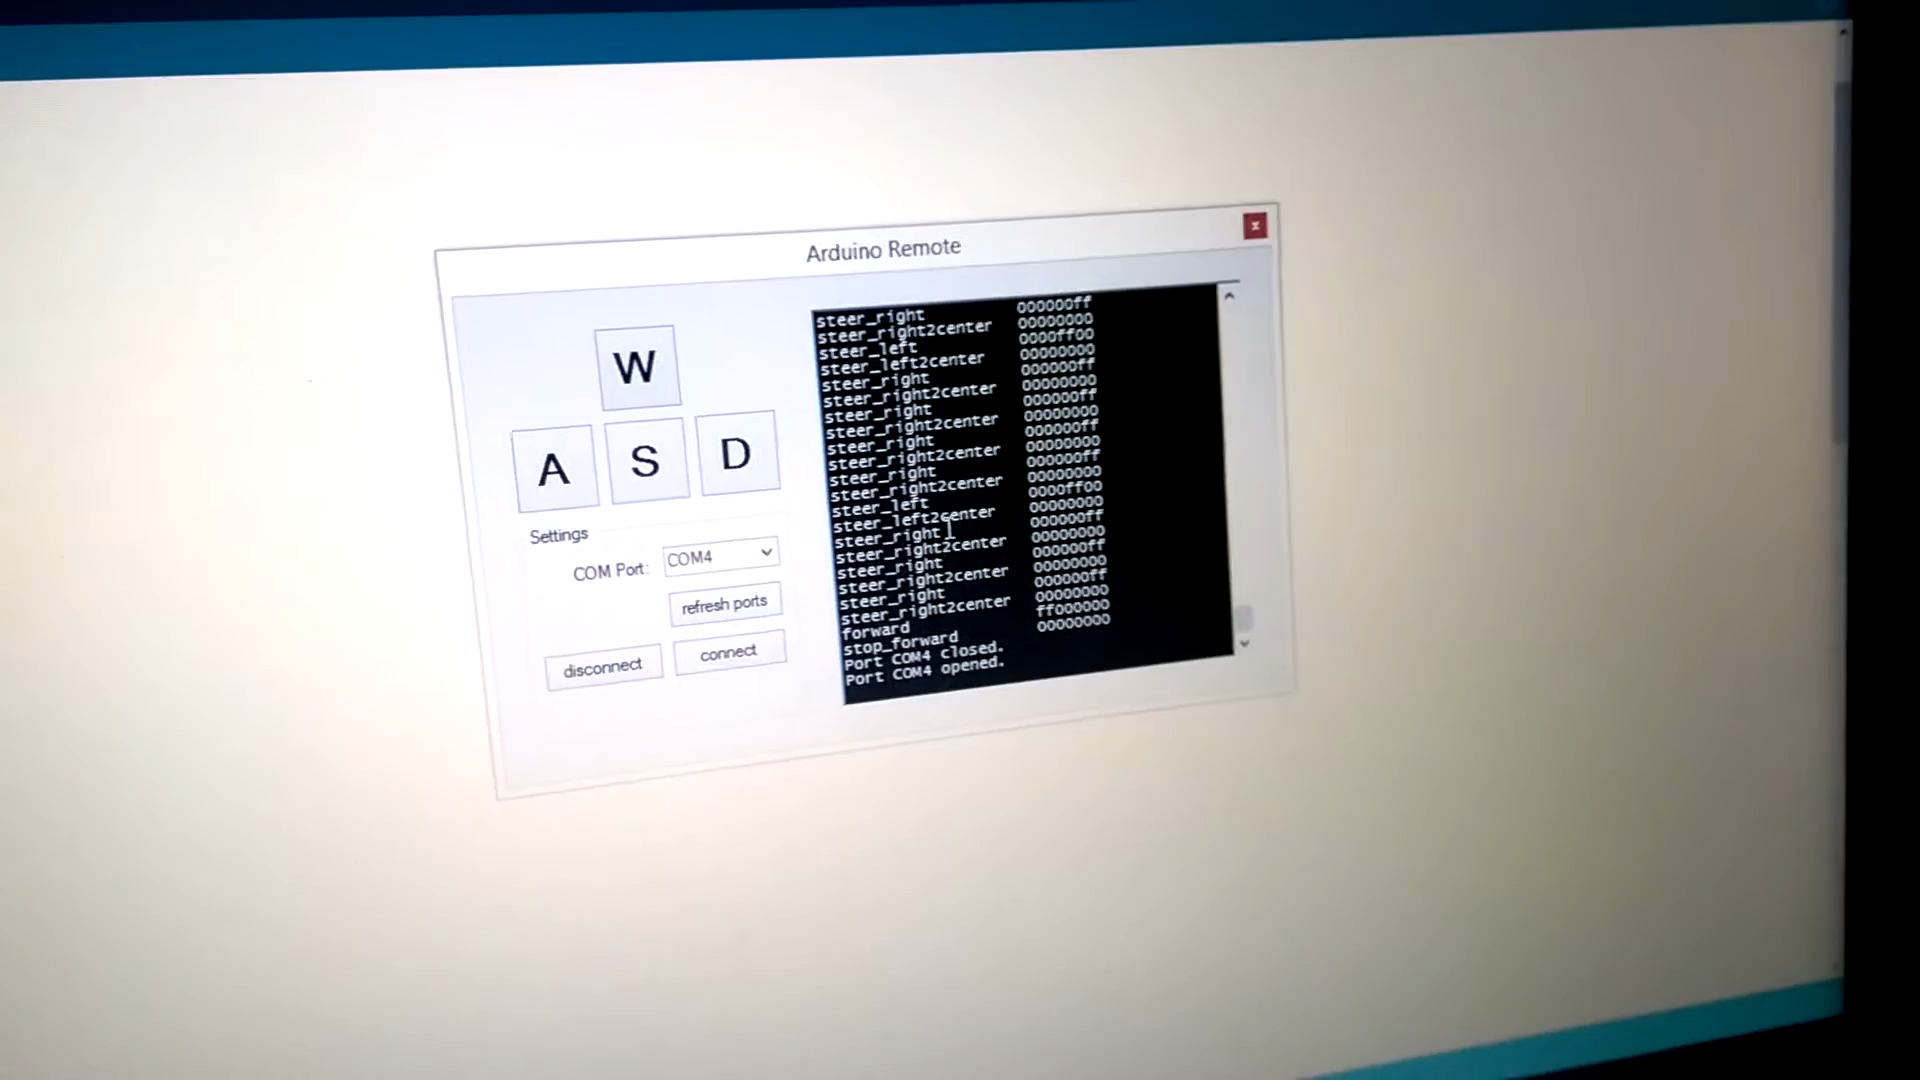 Arduino Remote
W
A S D
Settings
COM Port: COM4
refresh ports
disconnect connect
steer_right 000000ff
steer_right2center 00000000
steer_left 0000ff00
steer_left2center 00000000
steer_right 000000ff
steer_right2center 00000000
steer_right 000000ff
steer_right2center 00000000
steer_right 000000ff
steer_right2center 00000000
steer_right 000000ff
steer_right2center 00000000
steer_left 0000ff00
steer_left2center 00000000
steer_right 000000ff
steer_right2center 00000000
steer_right 000000ff
steer_right2center 00000000
steer_right 000000ff
steer_right2center 00000000
forward ff000000
stop_forward 00000000
Port COM4 closed.
Port COM4 opened.